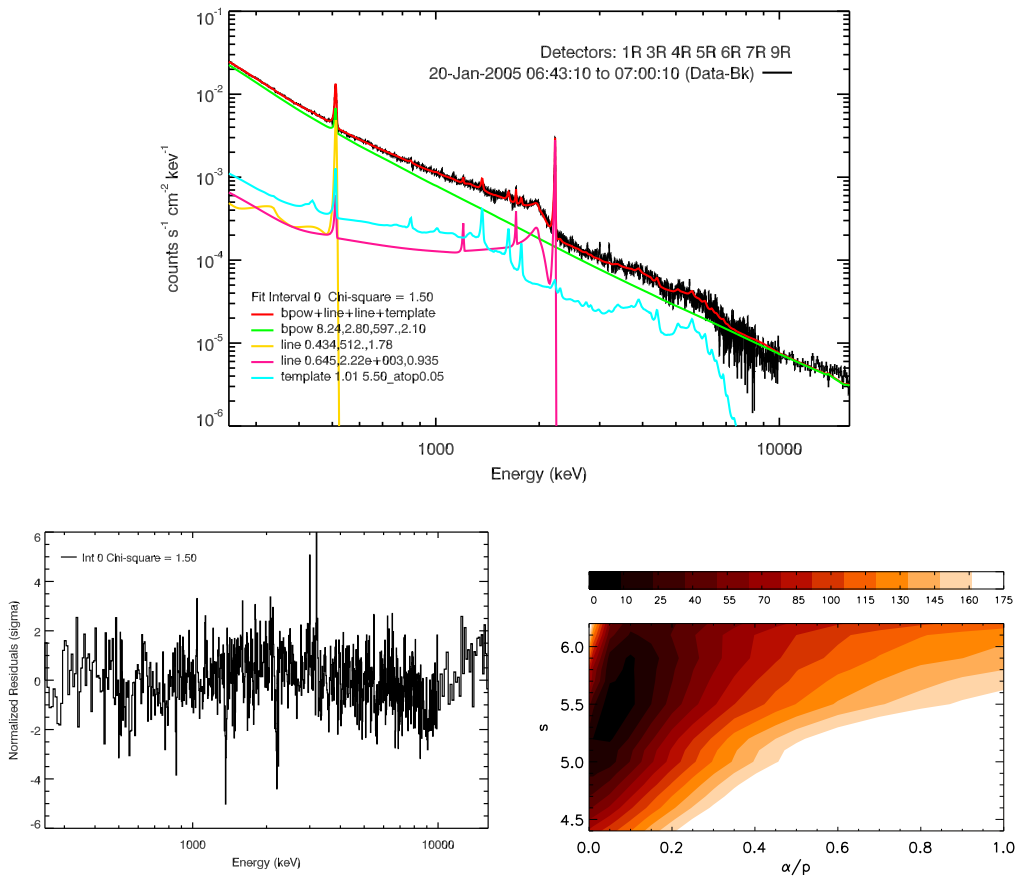 Detectors: 1R 3R 4R 5R 6R 7R 9R
20-Jan-2005 06:43:10 to 07:00:10 (Data-Bk)
10-1
10-2
10-3
10-4
10-5
10-6
counts s-1 cm-2 kev-1
Fit Interval 0 Chi-square = 1.50
bpow+line+line+template
bpow 8.24,2.80,597.,2.10
line 0.434,512.,1.78
line 0.645,2.22e+003,0.935
template 1.01 5.50_atop0.05
1000
10000
Energy (keV)
6
4
2
0
-2
-4
-6
Normalized Residuals (sigma)
Int 0 Chi-square = 1.50
1000
10000
Energy (keV)
0 10 25 40 55 70 85 100 115 130 145 160 175
6.0
5.5
5.0
4.5
s
0.0 0.2 0.4 0.6 0.8 1.0
α/p